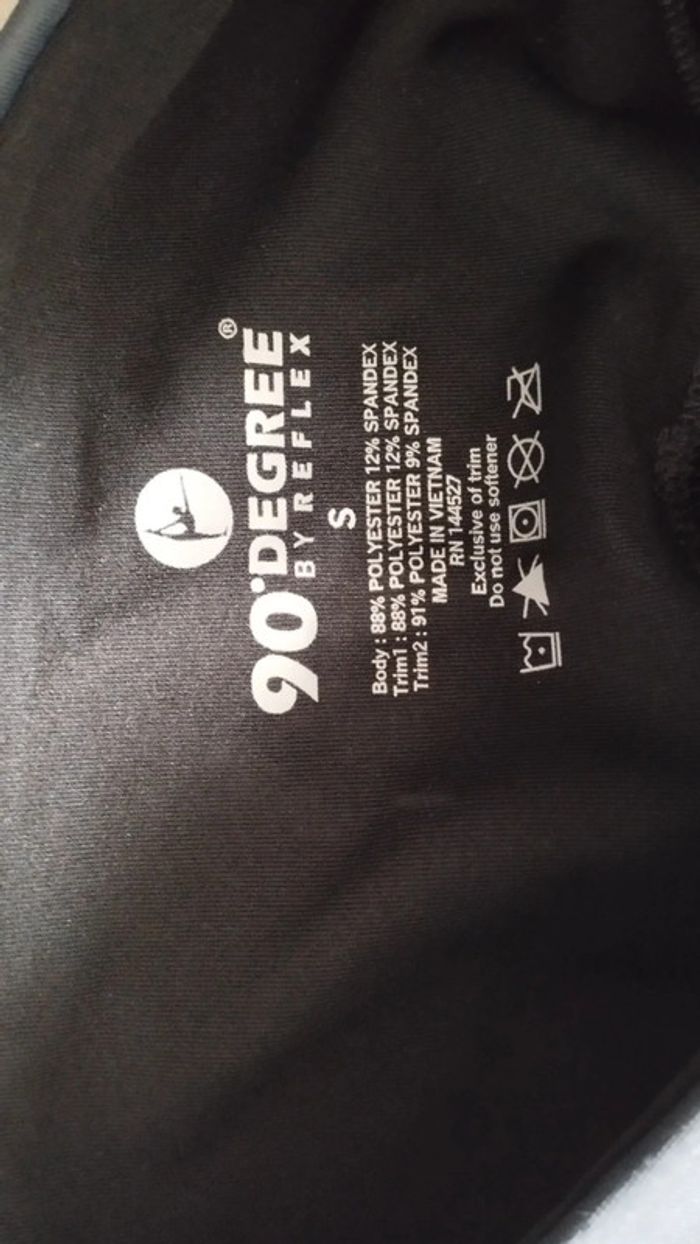 90°DEGREE®
BY REFLEX
S
Body : 88% POLYESTER 12% SPANDEX
Trim1 : 88% POLYESTER 12% SPANDEX
Trim2 : 91% POLYESTER 9% SPANDEX
MADE IN VIETNAM
RN 144527
Exclusive of trim
Do not use softener